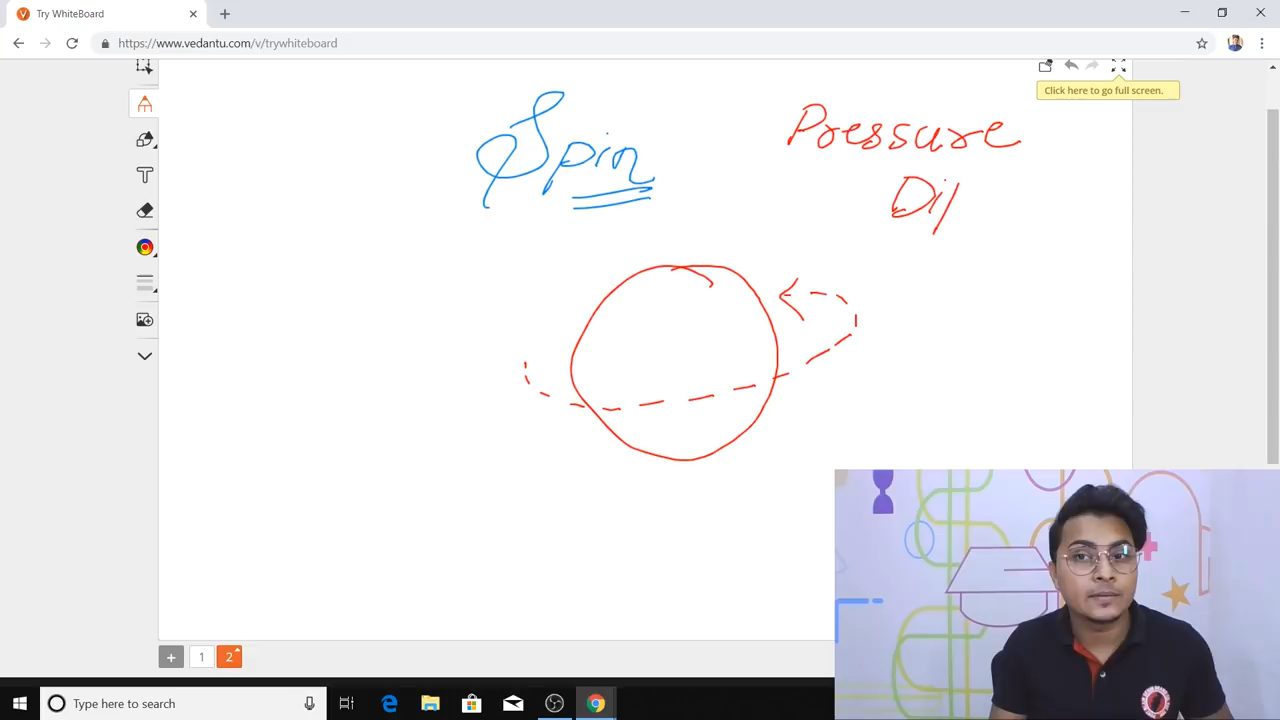 Try WhiteBoard
https://www.vedantu.com/v/trywhiteboard
Click here to go full screen.
Spin
Pressure
Dif
1
2
Type here to search